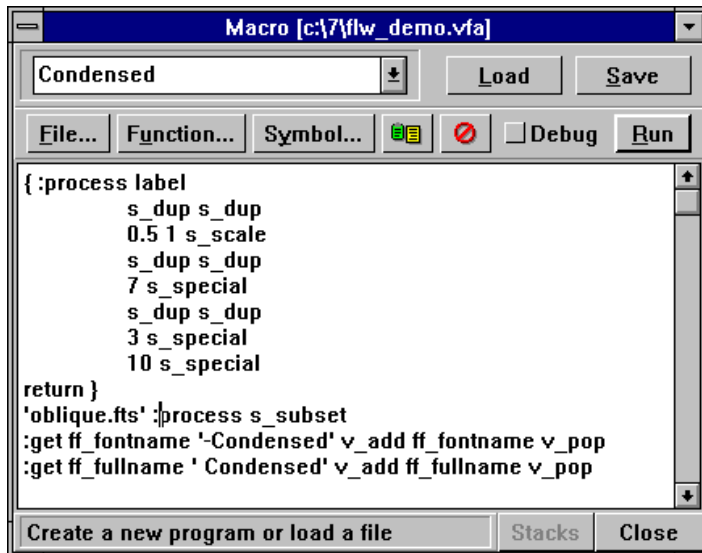 Macro [c:\7\flw_demo.vfa]
Condensed
Load
Save
File...
Function...
Symbol...
Debug
Run
{ :process label
s_dup s_dup
0.5 1 s_scale
s_dup s_dup
7 s_special
s_dup s_dup
3 s_special
10 s_special
return }
'oblique.fts' :process s_subset
:get ff_fontname '-Condensed' v_add ff_fontname v_pop
:get ff_fullname ' Condensed' v_add ff_fullname v_pop
Create a new program or load a file
Stacks
Close